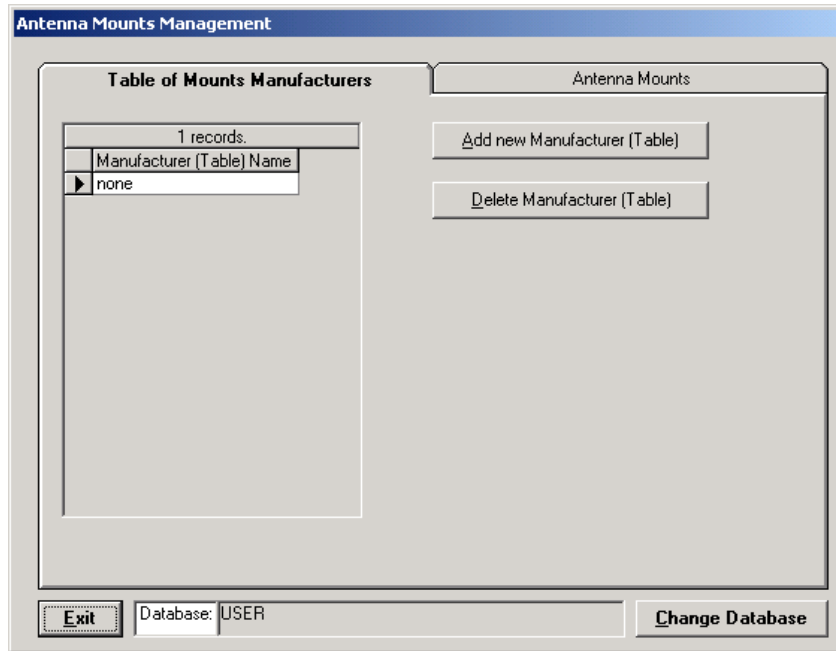 Antenna Mounts Management
Table of Mounts Manufacturers
Antenna Mounts
1 records.
Manufacturer (Table) Name
none
Add new Manufacturer (Table)
Delete Manufacturer (Table)
Exit
Database: USER
Change Database